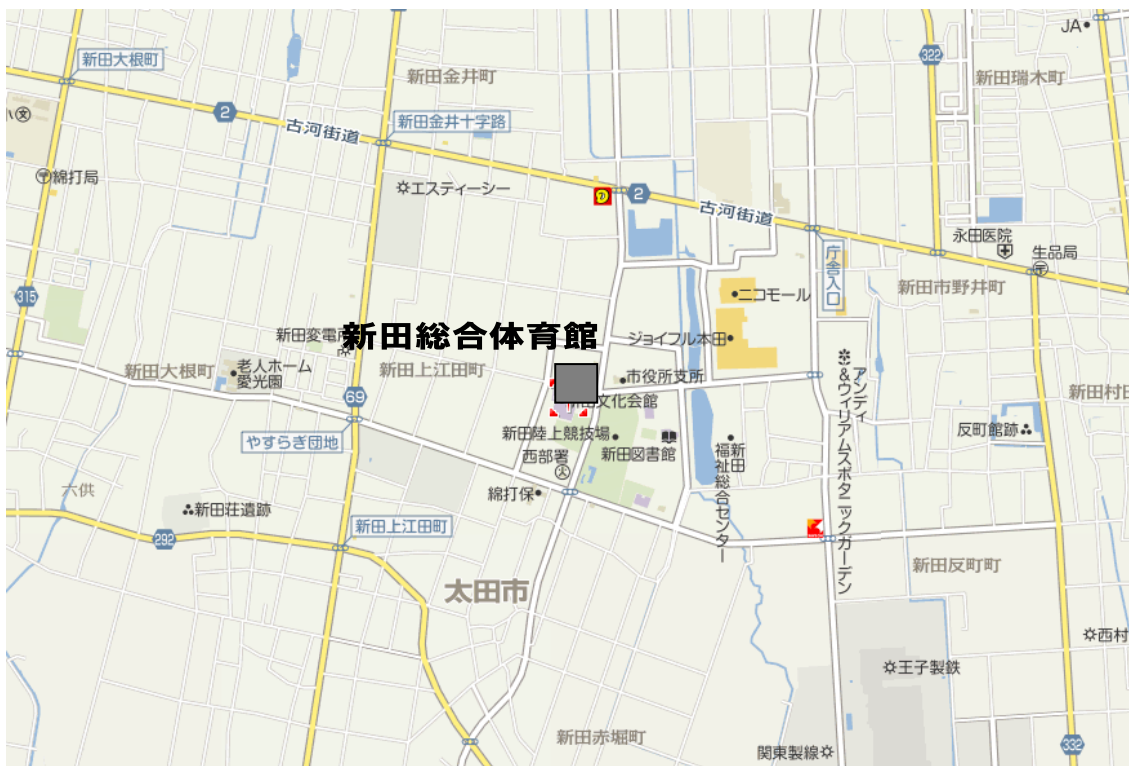 JA
新田大根町
322
新田金井町
新田瑞木町
2
新田金井十字路
小
文
古河街道
綿打局
エスティーシー
2
古河街道
永田医院
生品局
庁舎入口
新田市野井町
315
ニコモール
新田変電所
新田総合体育館
ジョイフル本田
新田大根町
老人ホーム
愛光園
新田上江田町
市役所支所
アンディ
&ウィリアムスボタニックガーデン
新田村田
69
新田文化会館
やすらぎ団地
新田陸上競技場
反町館跡
新田図書館
西部署
新田
福祉総合センター
六供
綿打保
新田荘遺跡
新田上江田町
292
新田反町町
太田市
西村
王子製鉄
新田赤堀町
関東製線
332